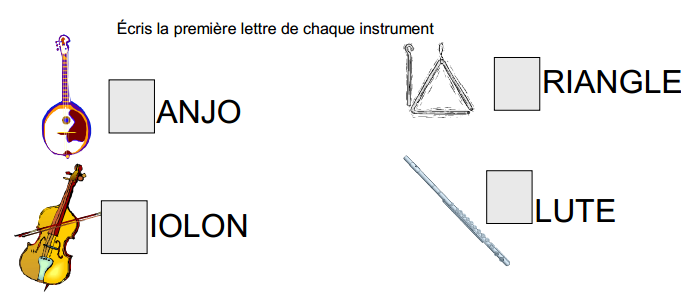 Écris la première lettre de chaque instrument
ANJO
RIANGLE
IOLON
LUTE